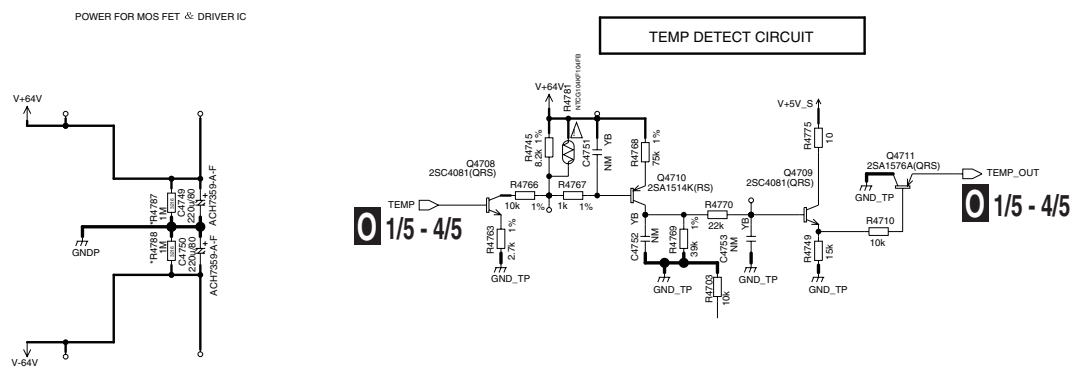 POWER FOR MOS FET & DRIVER IC
V+64V
*R4787
1M
C4749
220u/80
ACH7359-A-F
GNDP
*R4788
1M
C4750
220u/80
ACH7359-A-F
V-64V
TEMP DETECT CIRCUIT
V+64V
R4781
NTCG104KF104FB
R4745
8.2k 1%
C4751
NM YB
R4768
75k 1%
Q4708
2SC4081(QRS)
TEMP
O 1/5 - 4/5
R4766
10k 1%
R4767
1k 1%
R4763
2.7k 1%
GND_TP
Q4710
2SA1514K(RS)
C4752
NM YB
R4769
39k 1%
R4770
22k
C4753
NM YB
GND_TP
GND_TP
R4703
10k
V+5V_S
R4775
10
Q4709
2SC4081(QRS)
R4749
15k
GND_TP
R4710
10k
Q4711
2SA1576A(QRS)
GND_TP
TEMP_OUT
O 1/5 - 4/5